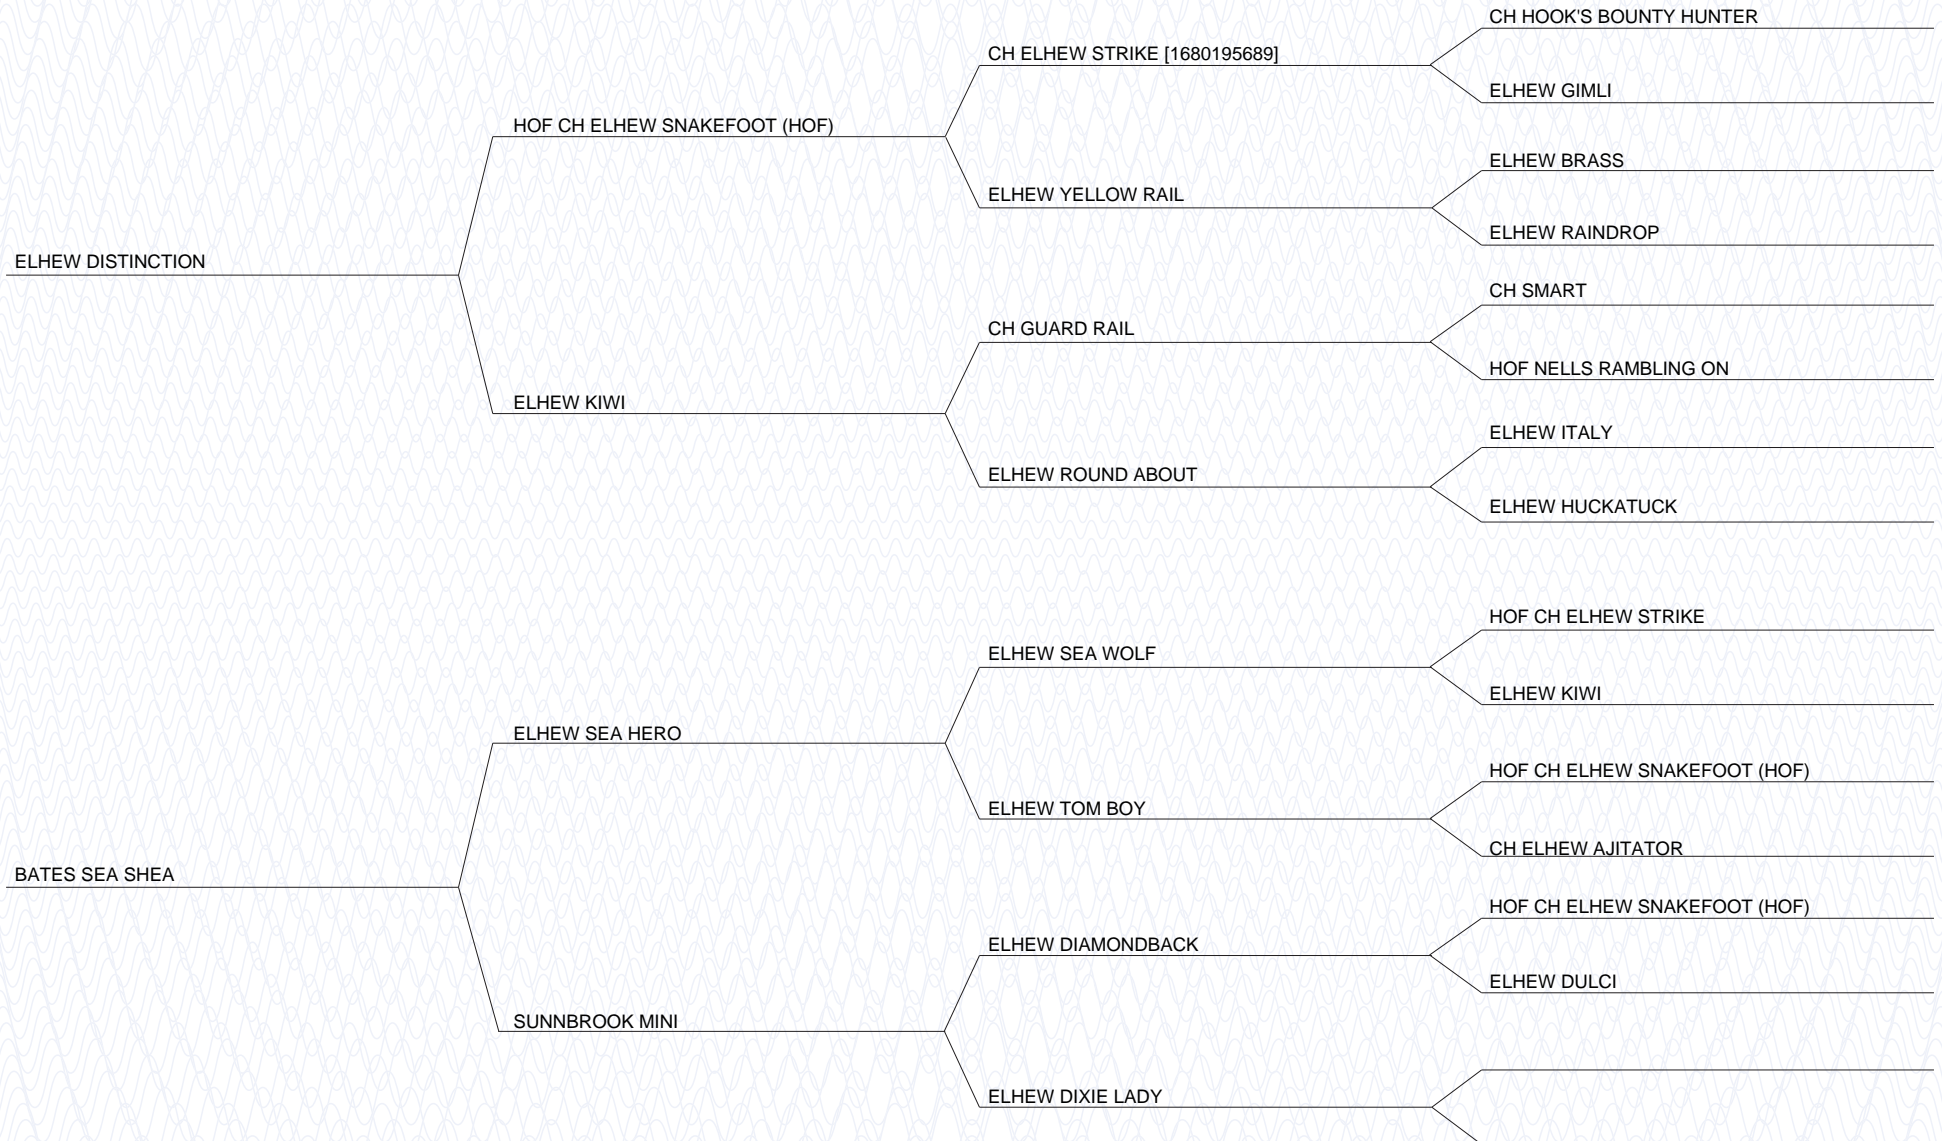 CH HOOK'S BOUNTY HUNTER
CH ELHEW STRIKE [1680195689]
ELHEW GIMLI
HOF CH ELHEW SNAKEFOOT (HOF)
ELHEW BRASS
ELHEW YELLOW RAIL
ELHEW RAINDROP
ELHEW DISTINCTION
CH SMART
CH GUARD RAIL
HOF NELLS RAMBLING ON
ELHEW KIWI
ELHEW ITALY
ELHEW ROUND ABOUT
ELHEW HUCKATUCK
HOF CH ELHEW STRIKE
ELHEW SEA WOLF
ELHEW KIWI
ELHEW SEA HERO
HOF CH ELHEW SNAKEFOOT (HOF)
ELHEW TOM BOY
CH ELHEW AJITATOR
BATES SEA SHEA
HOF CH ELHEW SNAKEFOOT (HOF)
ELHEW DIAMONDBACK
ELHEW DULCI
SUNNBROOK MINI
ELHEW DIXIE LADY